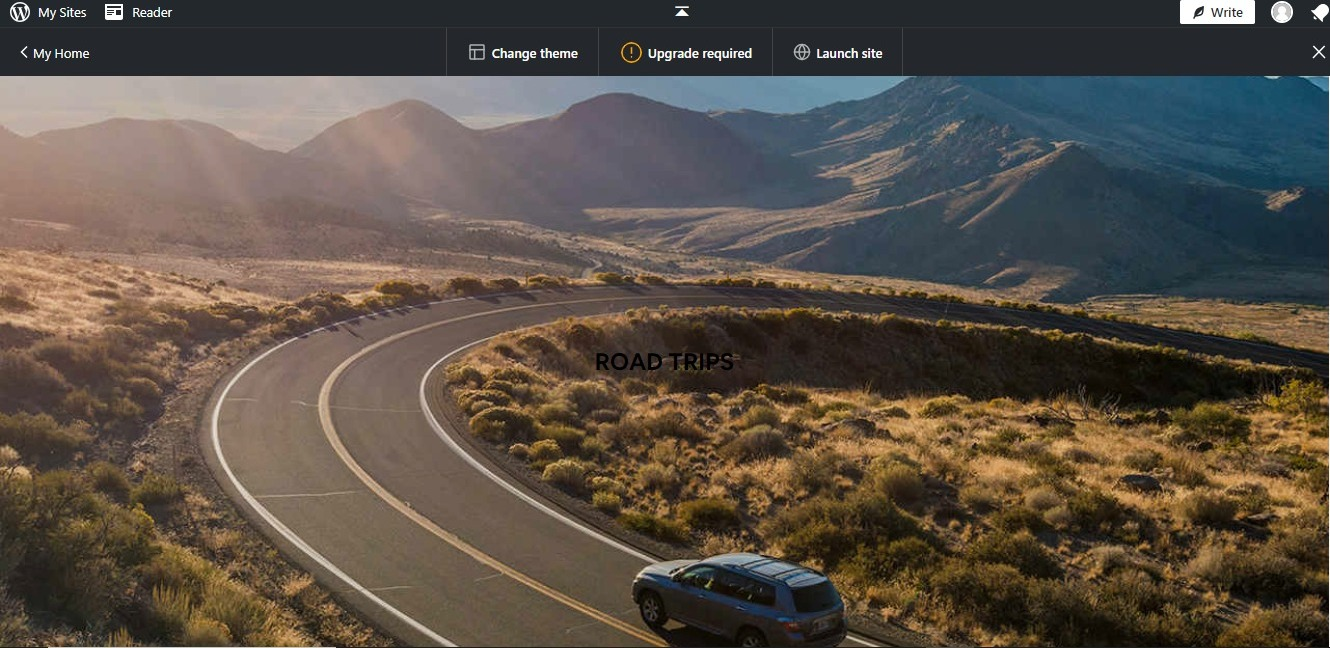 My Sites Reader Write
My Home Change theme Upgrade required Launch site
ROAD TRIPS